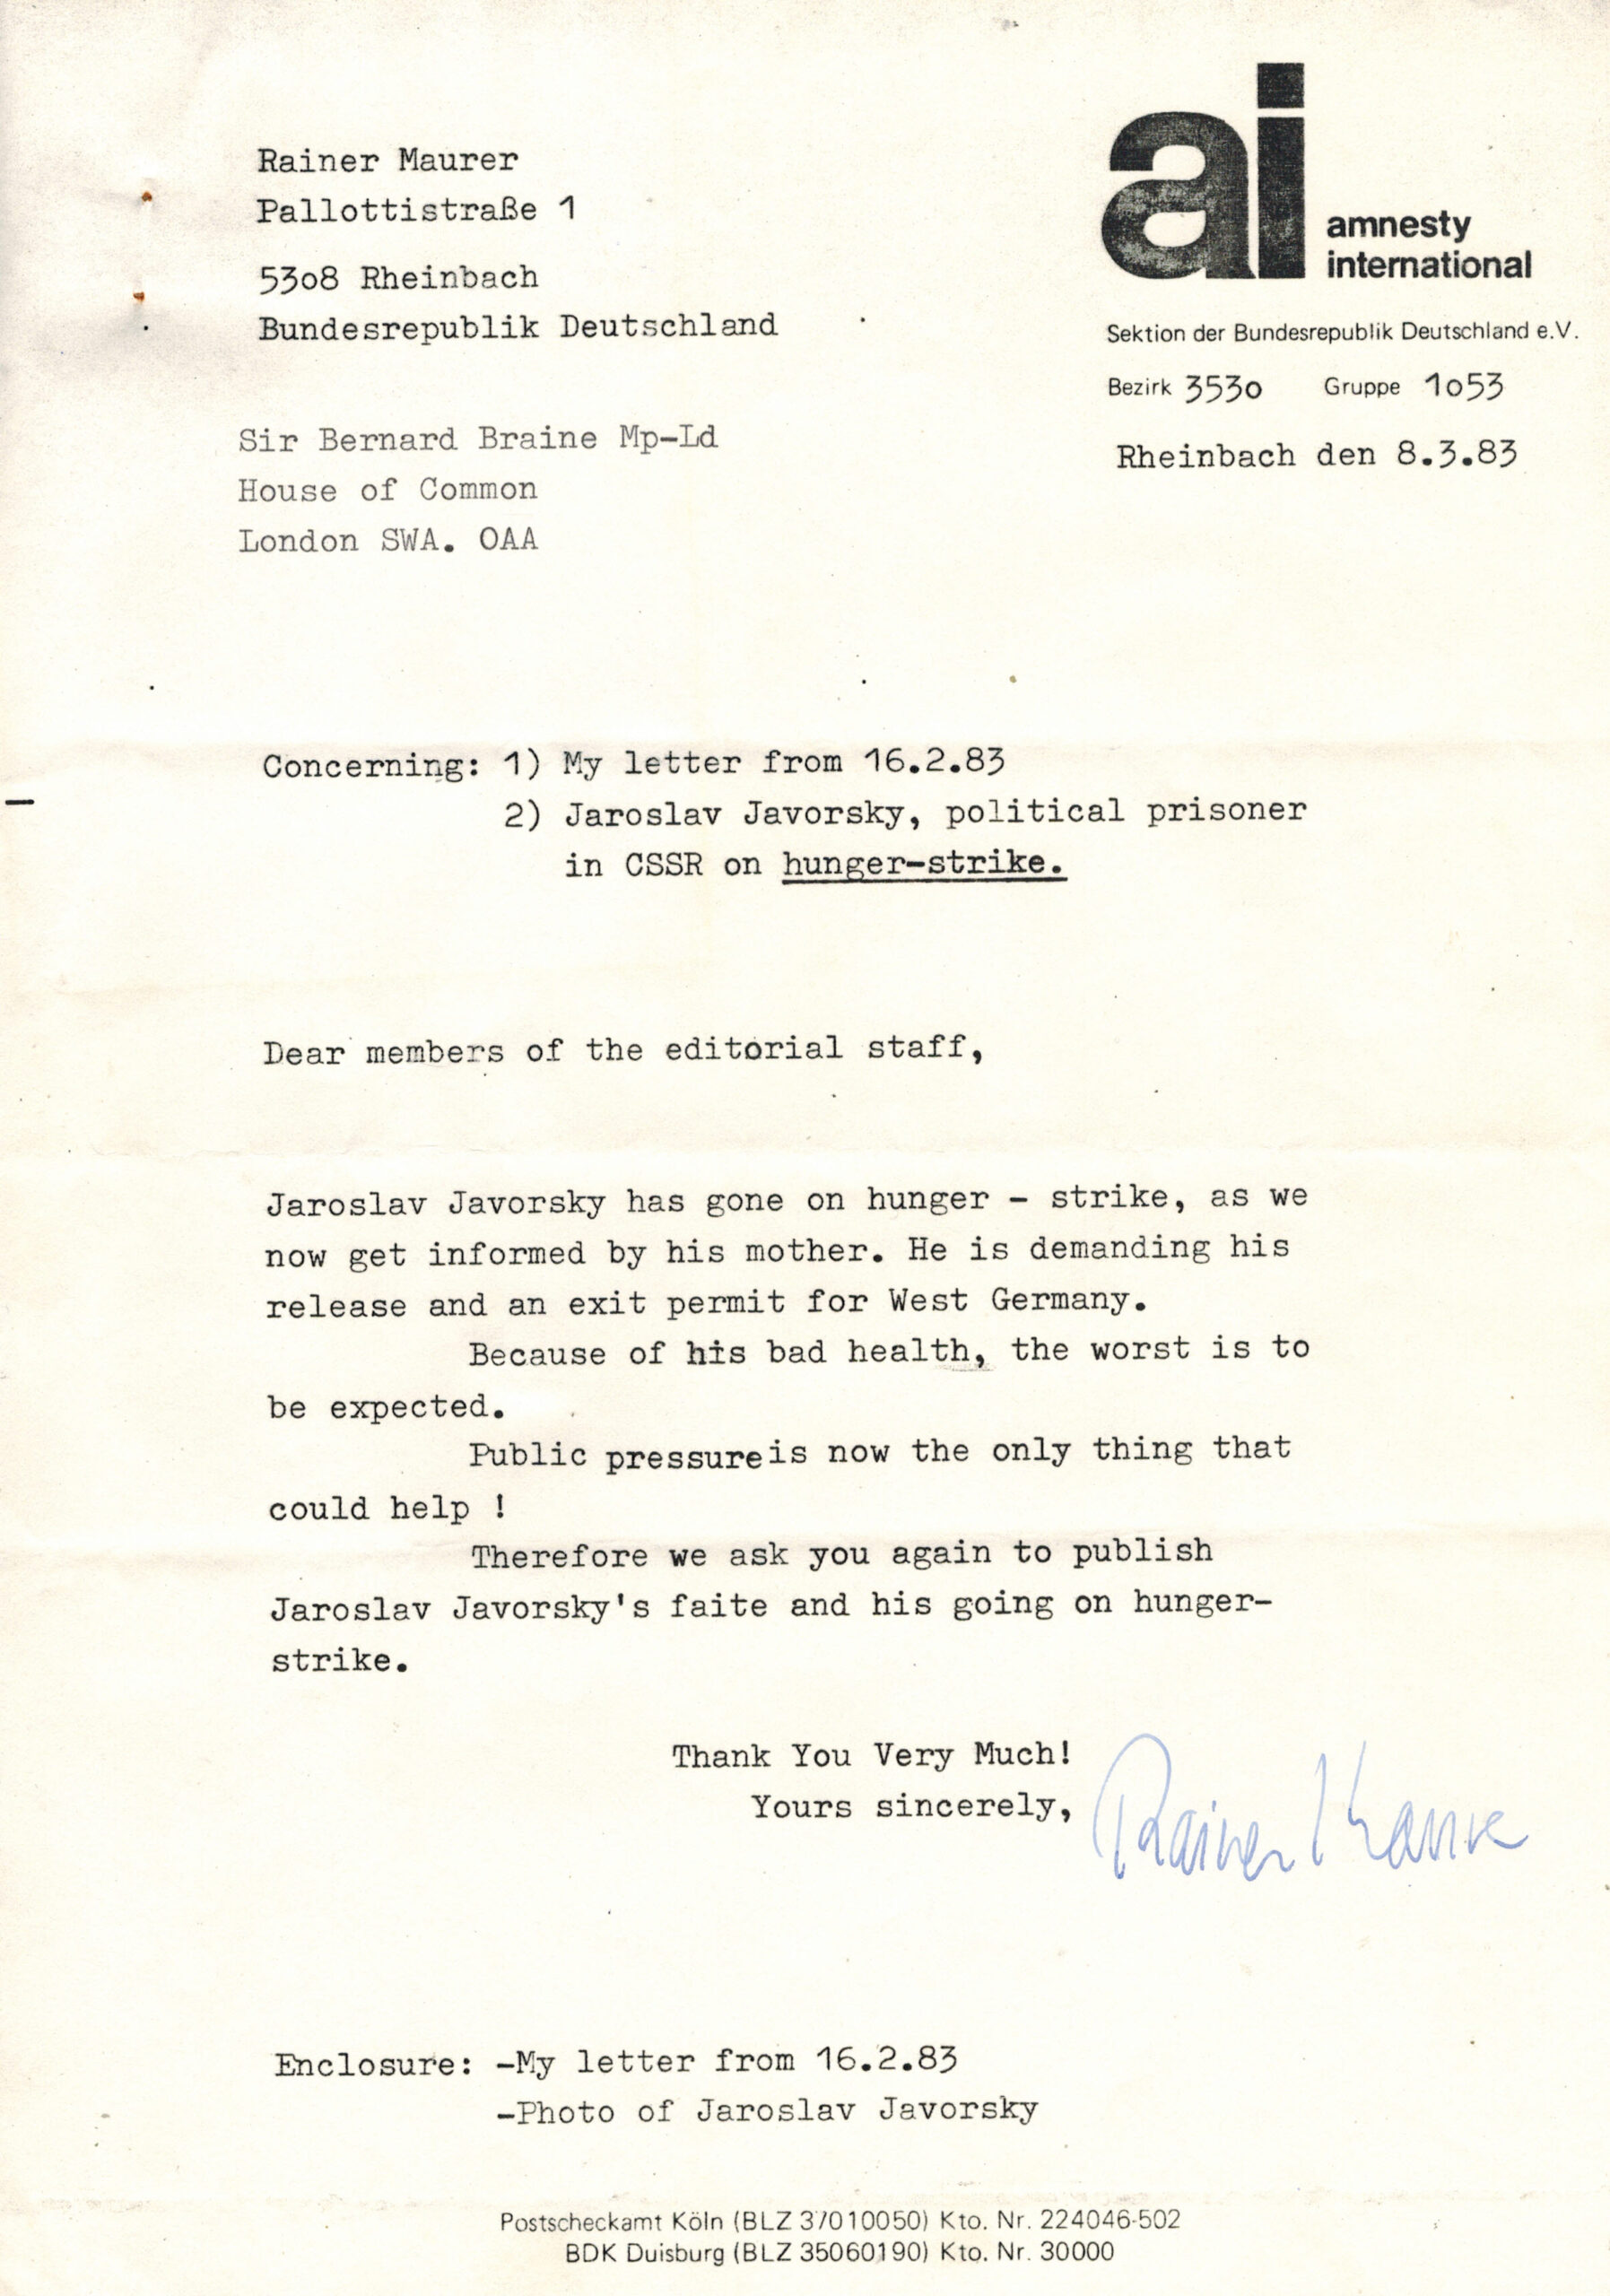 Rainer Maurer
Pallottistraße 1
5308 Rheinbach
Bundesrepublik Deutschland
ai
amnesty
international
Sektion der Bundesrepublik Deutschland e.V.
Bezirk 3530 Gruppe 1053
Rheinbach den 8.3.83
Sir Bernard Braine Mp-Ld
House of Common
London SWA. OAA
Concerning: 1) My letter from 16.2.83
2) Jaroslav Javorsky, political prisoner
in CSSR on hunger-strike.
Dear members of the editorial staff,
Jaroslav Javorsky has gone on hunger - strike, as we
now get informed by his mother. He is demanding his
release and an exit permit for West Germany.
Because of his bad health, the worst is to
be expected.
Public pressure is now the only thing that
could help !
Therefore we ask you again to publish
Jaroslav Javorsky's faite and his going on hunger-
strike.
Thank You Very Much!
Yours sincerely,
Rainer
Enclosure: -My letter from 16.2.83
-Photo of Jaroslav Javorsky
Postscheckamt Köln (BLZ 37010050) Kto. Nr. 224046-502
BDK Duisburg (BLZ 35060190) Kto. Nr. 30000